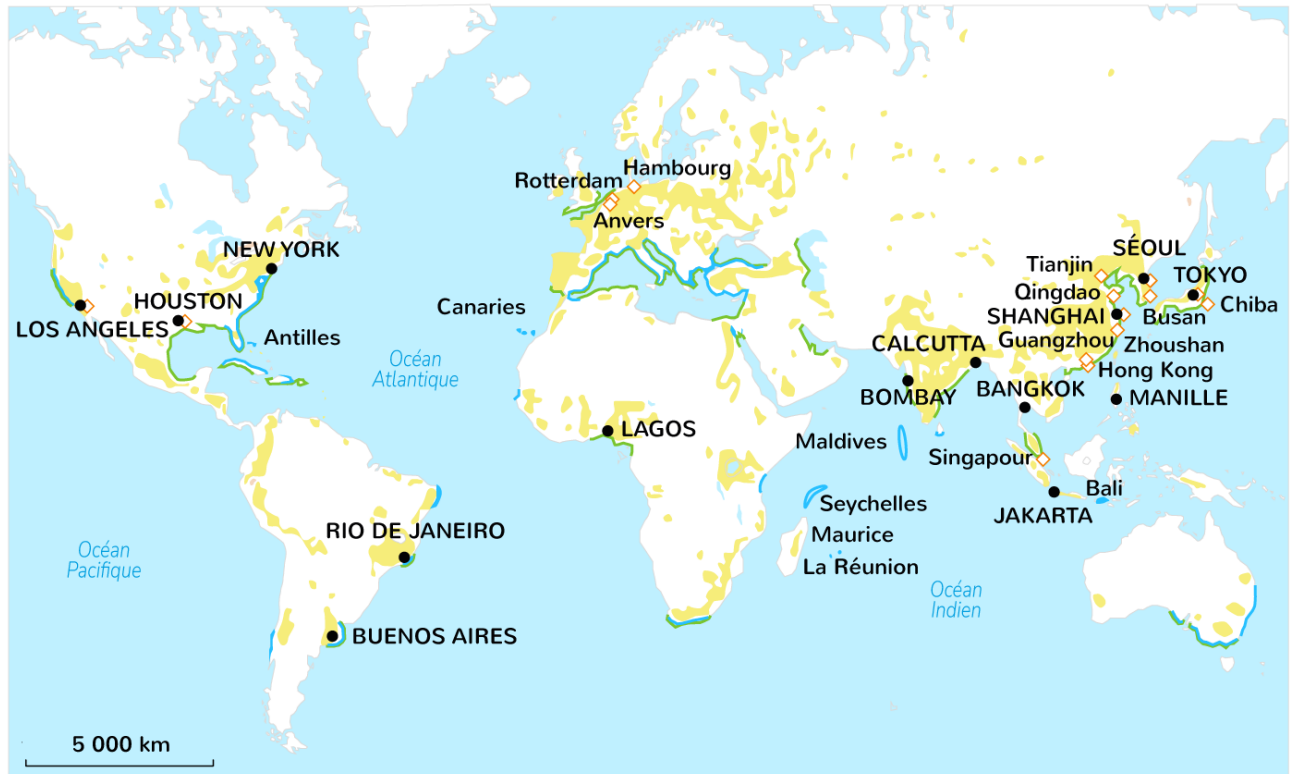 Hambourg
Rotterdam
Anvers
NEW YORK
SÉOUL
Tianjin
TOKYO
Qingdao
HOUSTON
Canaries
Chiba
SHANGHAI
Busan
LOS ANGELES
Antilles
CALCUTTA
Guangzhou
Zhoushan
Océan
Atlantique
Hong Kong
BOMBAY
BANGKOK
MANILLE
LAGOS
Maldives
Singapour
Bali
Seychelles
JAKARTA
RIO DE JANEIRO
Maurice
Océan
Pacifique
La Réunion
Océan
Indien
BUENOS AIRES
5 000 km